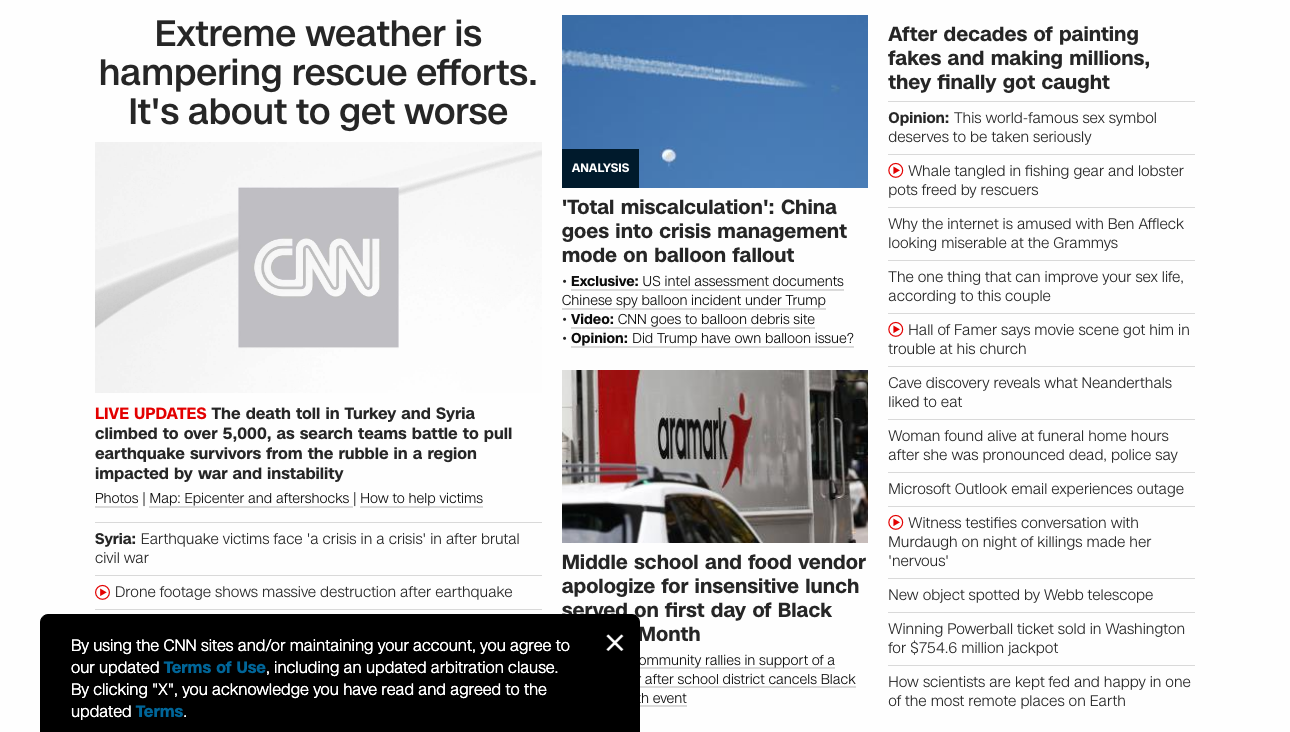 Extreme weather is
hampering rescue efforts.
It's about to get worse
CNN
LIVE UPDATES The death toll in Turkey and Syria
climbed to over 5,000, as search teams battle to pull
earthquake survivors from the rubble in a region
impacted by war and instability
Photos | Map: Epicenter and aftershocks | How to help victims
Syria: Earthquake victims face 'a crisis in a crisis' in after brutal
civil war
Drone footage shows massive destruction after earthquake
By using the CNN sites and/or maintaining your account, you agree to
our updated Terms of Use, including an updated arbitration clause.
By clicking "X", you acknowledge you have read and agreed to the
updated Terms.
ANALYSIS
'Total miscalculation': China
goes into crisis management
mode on balloon fallout
• Exclusive: US intel assessment documents
Chinese spy balloon incident under Trump
• Video: CNN goes to balloon debris site
• Opinion: Did Trump have own balloon issue?
aramark
Middle school and food vendor
apologize for insensitive lunch
served on first day of Black
Month
ommunity rallies in support of a
after school district cancels Black
event
After decades of painting
fakes and making millions,
they finally got caught
Opinion: This world-famous sex symbol
deserves to be taken seriously
Whale tangled in fishing gear and lobster
pots freed by rescuers
Why the internet is amused with Ben Affleck
looking miserable at the Grammys
The one thing that can improve your sex life,
according to this couple
Hall of Famer says movie scene got him in
trouble at his church
Cave discovery reveals what Neanderthals
liked to eat
Woman found alive at funeral home hours
after she was pronounced dead, police say
Microsoft Outlook email experiences outage
Witness testifies conversation with
Murdaugh on night of killings made her
'nervous'
New object spotted by Webb telescope
Winning Powerball ticket sold in Washington
for $754.6 million jackpot
How scientists are kept fed and happy in one
of the most remote places on Earth